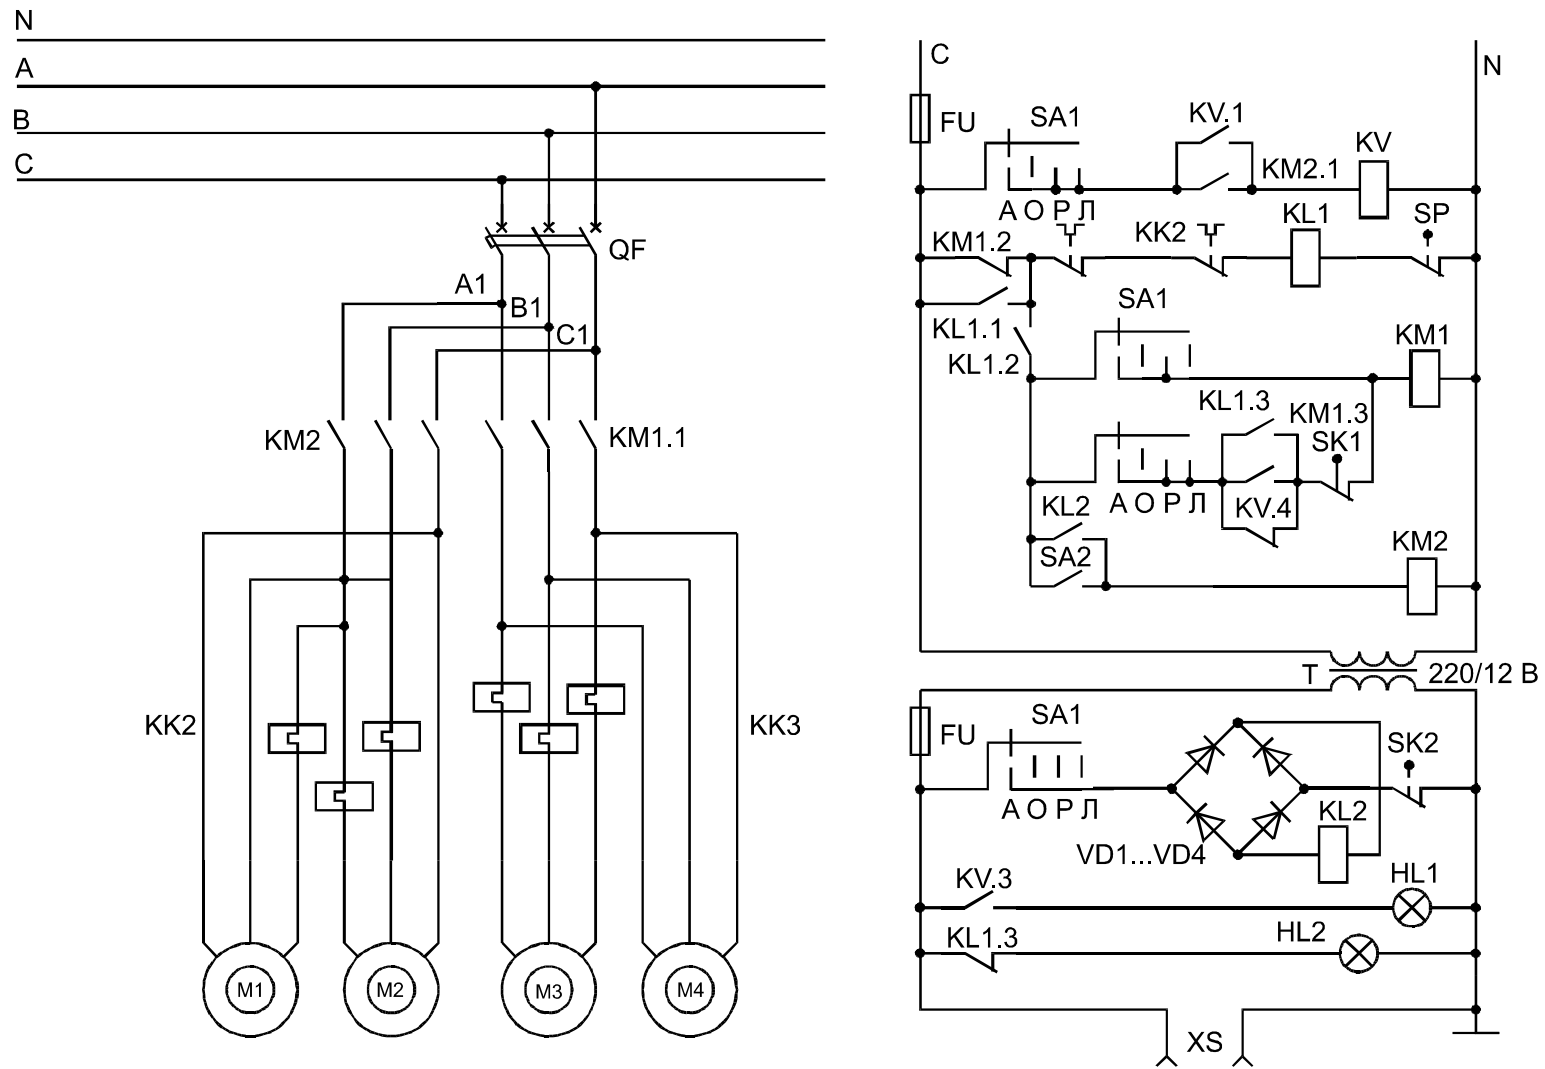 N
A
B
C
QF
A1
B1
C1
KM2
KM1.1
KK2
KK3
M1
M2
M3
M4
C
N
FU
SA1
KV.1
KV
KM2.1
А О Р Л
KM1.2
KK2
KL1
SP
KL1.1
SA1
KL1.2
KM1
KL1.3
KM1.3
SK1
А О Р Л
KV.4
KL2
SA2
KM2
T
220/12 В
FU
SA1
SK2
А О Р Л
KL2
VD1...VD4
KV.3
HL1
KL1.3
HL2
XS